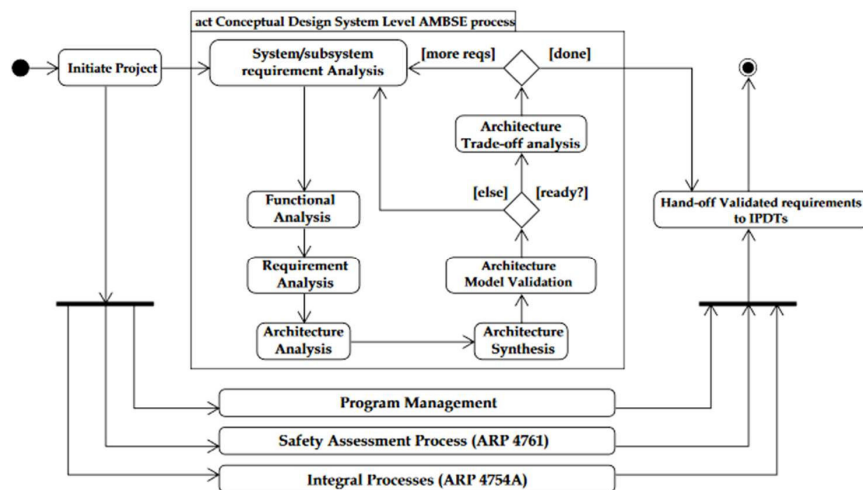 act Conceptual Design System Level AMBSE process
Initiate Project
System/subsystem
requirement Analysis
[more reqs]
[done]
Architecture
Trade-off analysis
[else]
[ready?]
Functional
Analysis
Hand-off Validated requirements
to IPDTs
Requirement
Analysis
Architecture
Model Validation
Architecture
Analysis
Architecture
Synthesis
Program Management
Safety Assessment Process (ARP 4761)
Integral Processes (ARP 4754A)